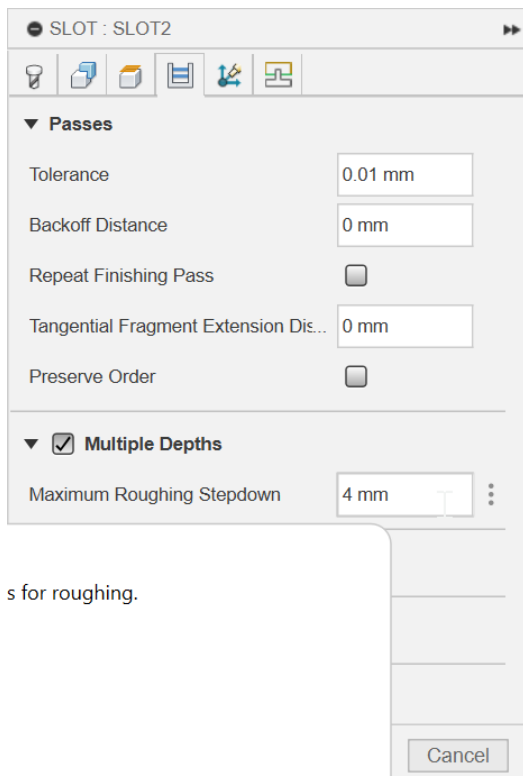 SLOT : SLOT2
Passes
Tolerance 0.01 mm
Backoff Distance 0 mm
Repeat Finishing Pass
Tangential Fragment Extension Dis... 0 mm
Preserve Order
Multiple Depths
Maximum Roughing Stepdown 4 mm
s for roughing.
Cancel